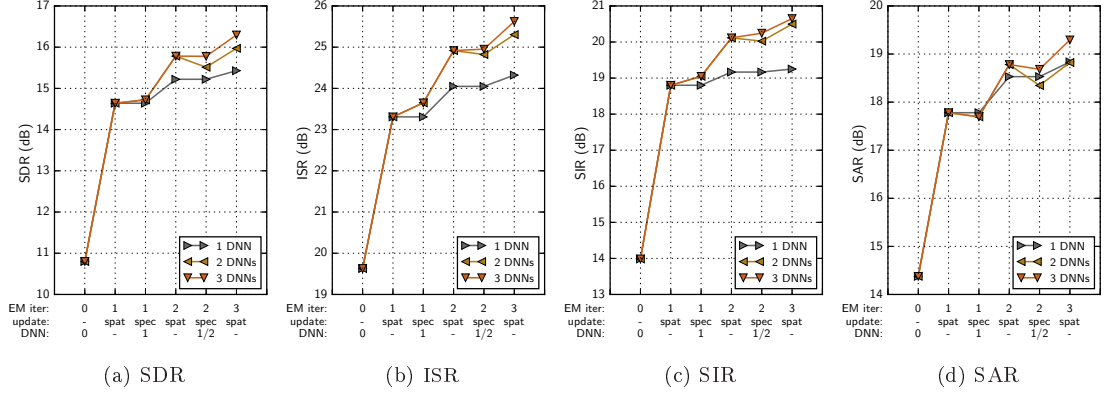 17
16
15
14
13
12
11
10
SDR (dB)
1 DNN
2 DNNs
3 DNNs
EM iter: 0 1 1 2 2 3
update: - spat spec spat spec spat
DNN: 0 - 1 - 1/2 -
(a) SDR
26
25
24
23
22
21
20
19
ISR (dB)
1 DNN
2 DNNs
3 DNNs
0 1 1 2 2 3
- spat spec spat spec spat
0 - 1 - 1/2 -
(b) ISR
21
20
19
18
17
16
15
14
13
SIR (dB)
1 DNN
2 DNNs
3 DNNs
0 1 1 2 2 3
- spat spec spat spec spat
0 - 1 - 1/2 -
(c) SIR
20
19
18
17
16
15
14
SAR (dB)
1 DNN
2 DNNs
3 DNNs
EM iter: 0 1 1 2 2 3
update: - spat spec spat spec spat
DNN: 0 - 1 - 1/2 -
(d) SAR